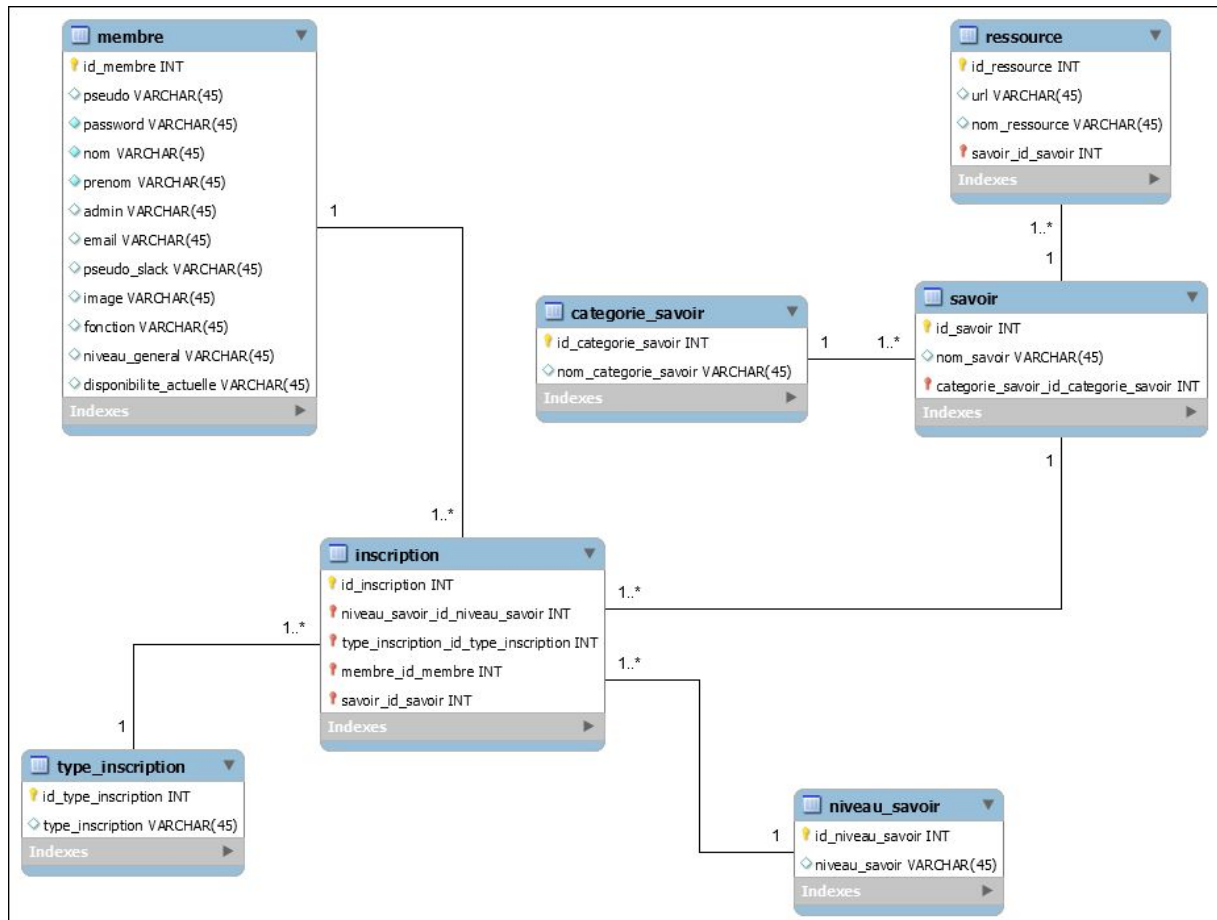 membre
id_membre INT
pseudo VARCHAR(45)
password VARCHAR(45)
nom VARCHAR(45)
prenom VARCHAR(45)
admin VARCHAR(45)
email VARCHAR(45)
pseudo_slack VARCHAR(45)
image VARCHAR(45)
fonction VARCHAR(45)
niveau_general VARCHAR(45)
disponibilite_actuelle VARCHAR(45)
Indexes
1
1..*
ressource
id_ressource INT
url VARCHAR(45)
nom_ressource VARCHAR(45)
savoir_id_savoir INT
Indexes
1..*
1
categorie_savoir
id_categorie_savoir INT
nom_categorie_savoir VARCHAR(45)
Indexes
1
1..*
savoir
id_savoir INT
nom_savoir VARCHAR(45)
categorie_savoir_id_categorie_savoir INT
Indexes
1
1..*
inscription
id_inscription INT
niveau_savoir_id_niveau_savoir INT
type_inscription_id_type_inscription INT
membre_id_membre INT
savoir_id_savoir INT
Indexes
1..*
1
type_inscription
id_type_inscription INT
type_inscription VARCHAR(45)
Indexes
1..*
1
niveau_savoir
id_niveau_savoir INT
niveau_savoir VARCHAR(45)
Indexes